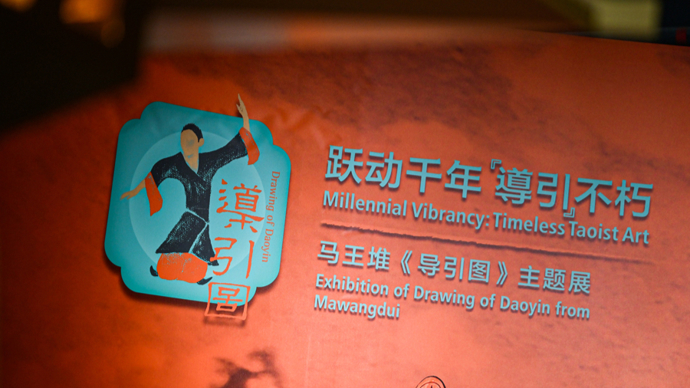 導引图
Drawing of Daoyin
跃动千年『導引』不朽
Millennial Vibrancy: Timeless Taoist Art
马王堆《导引图》主题展
Exhibition of Drawing of Daoyin from
Mawangdui